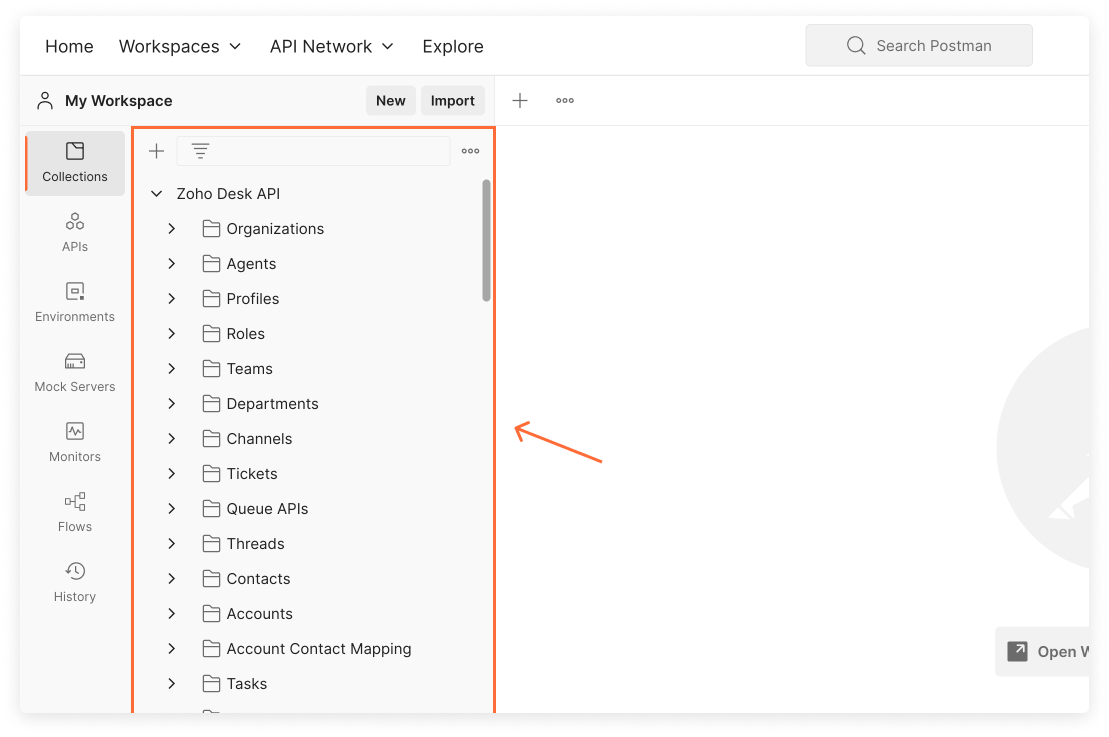 Home Workspaces API Network Explore Search Postman
My Workspace New Import
Collections
APIs
Environments
Mock Servers
Monitors
Flows
History
Zoho Desk API
Organizations
Agents
Profiles
Roles
Teams
Departments
Channels
Tickets
Queue APIs
Threads
Contacts
Accounts
Account Contact Mapping
Tasks
Open